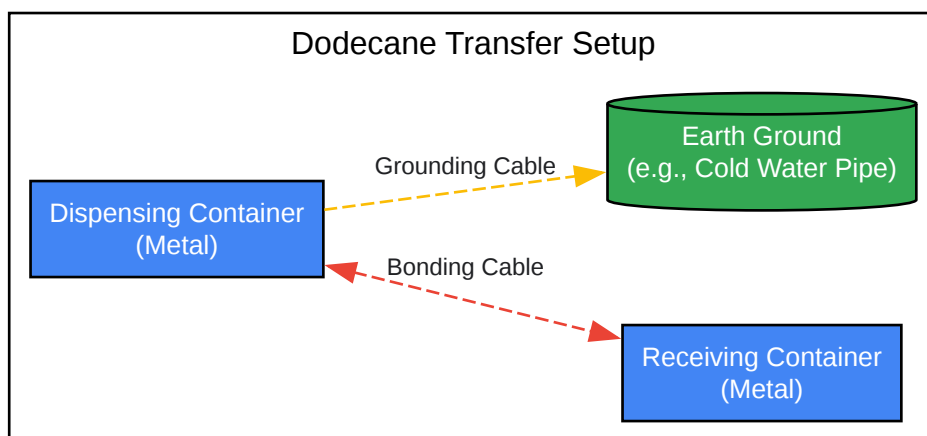 Dodecane Transfer Setup
Earth Ground
(e.g., Cold Water Pipe)
Grounding Cable
Dispensing Container
(Metal)
Bonding Cable
Receiving Container
(Metal)